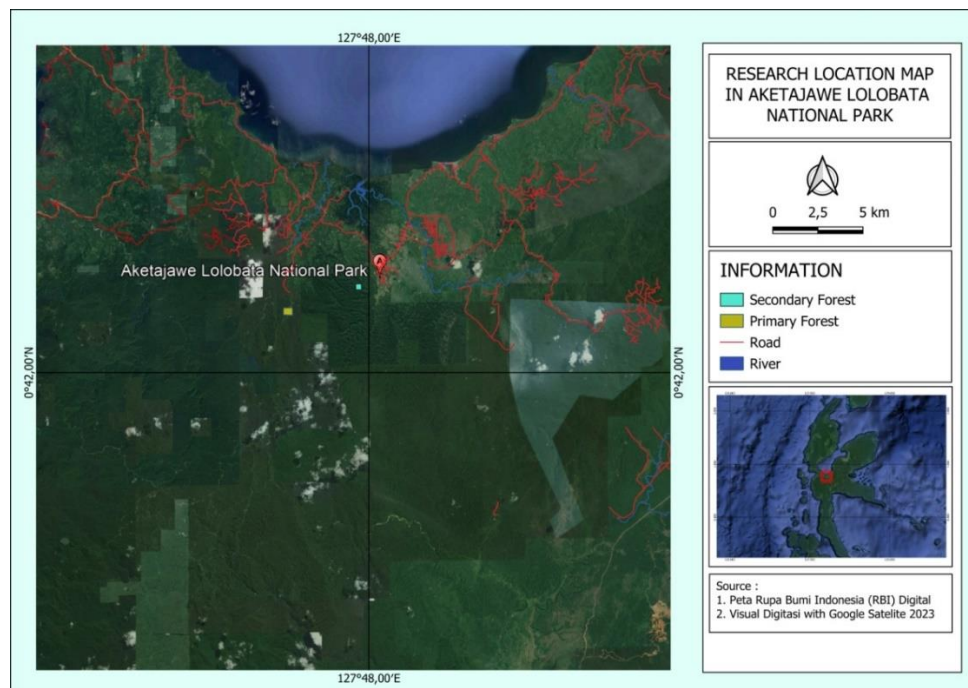 127°48,00'E
Aketajawe Lolobata National Park
A
0°42,00'N
0°42,00'N
127°48,00'E
RESEARCH LOCATION MAP
IN AKETAJAWE LOLOBATA
NATIONAL PARK
0 2,5 5 km
INFORMATION
Secondary Forest
Primary Forest
Road
River
Source :
1. Peta Rupa Bumi Indonesia (RBI) Digital
2. Visual Digitasi with Google Satelite 2023